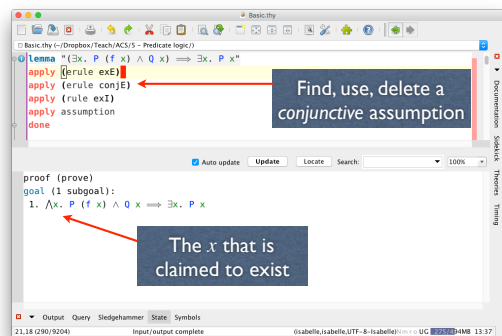 Basic.thy
Basic.thy (~/Dropbox/Teach/ACS/5 – Predicate logic/)
lemma "(∃x. P (f x) ∧ Q x) ⟹ ∃x. P x"
apply (erule exE)
apply (erule conjE)
apply (rule exI)
apply assumption
done
Find, use, delete a
conjunctive assumption
Documentation
Sidekick
Theories
Timing
Auto update Update Locate Search: 100%
proof (prove)
goal (1 subgoal):
1. ⋀x. P (f x) ∧ Q x ⟹ ∃x. P x
The x that is
claimed to exist
Output Query Sledgehammer State Symbols
21,18 (290/9204) Input/output complete (isabelle,isabelle,UTF-8-Isabelle) UG 13:37